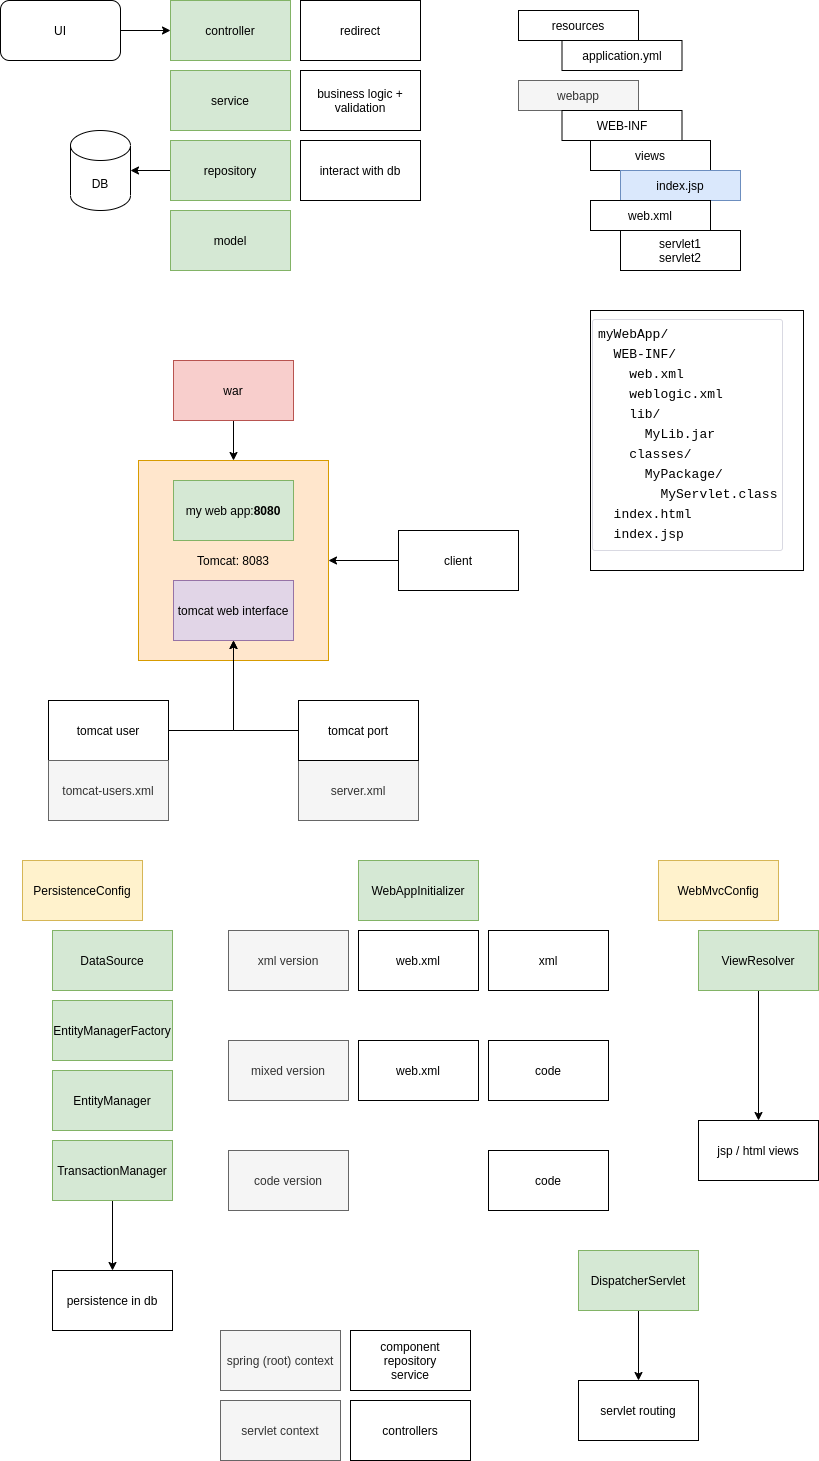 UI
controller
redirect
service
business logic +
validation
DB
repository
interact with db
model
resources
application.yml
webapp
WEB-INF
views
index.jsp
web.xml
servlet1
servlet2
myWebApp/
WEB-INF/
web.xml
weblogic.xml
lib/
MyLib.jar
classes/
MyPackage/
MyServlet.class
index.html
index.jsp
war
my web app:8080
Tomcat: 8083
tomcat web interface
client
tomcat user
tomcat-users.xml
tomcat port
server.xml
PersistenceConfig
DataSource
EntityManagerFactory
EntityManager
TransactionManager
persistence in db
WebAppInitializer
xml version
web.xml
xml
mixed version
web.xml
code
code version
code
WebMvcConfig
ViewResolver
jsp / html views
DispatcherServlet
servlet routing
spring (root) context
component
repository
service
servlet context
controllers